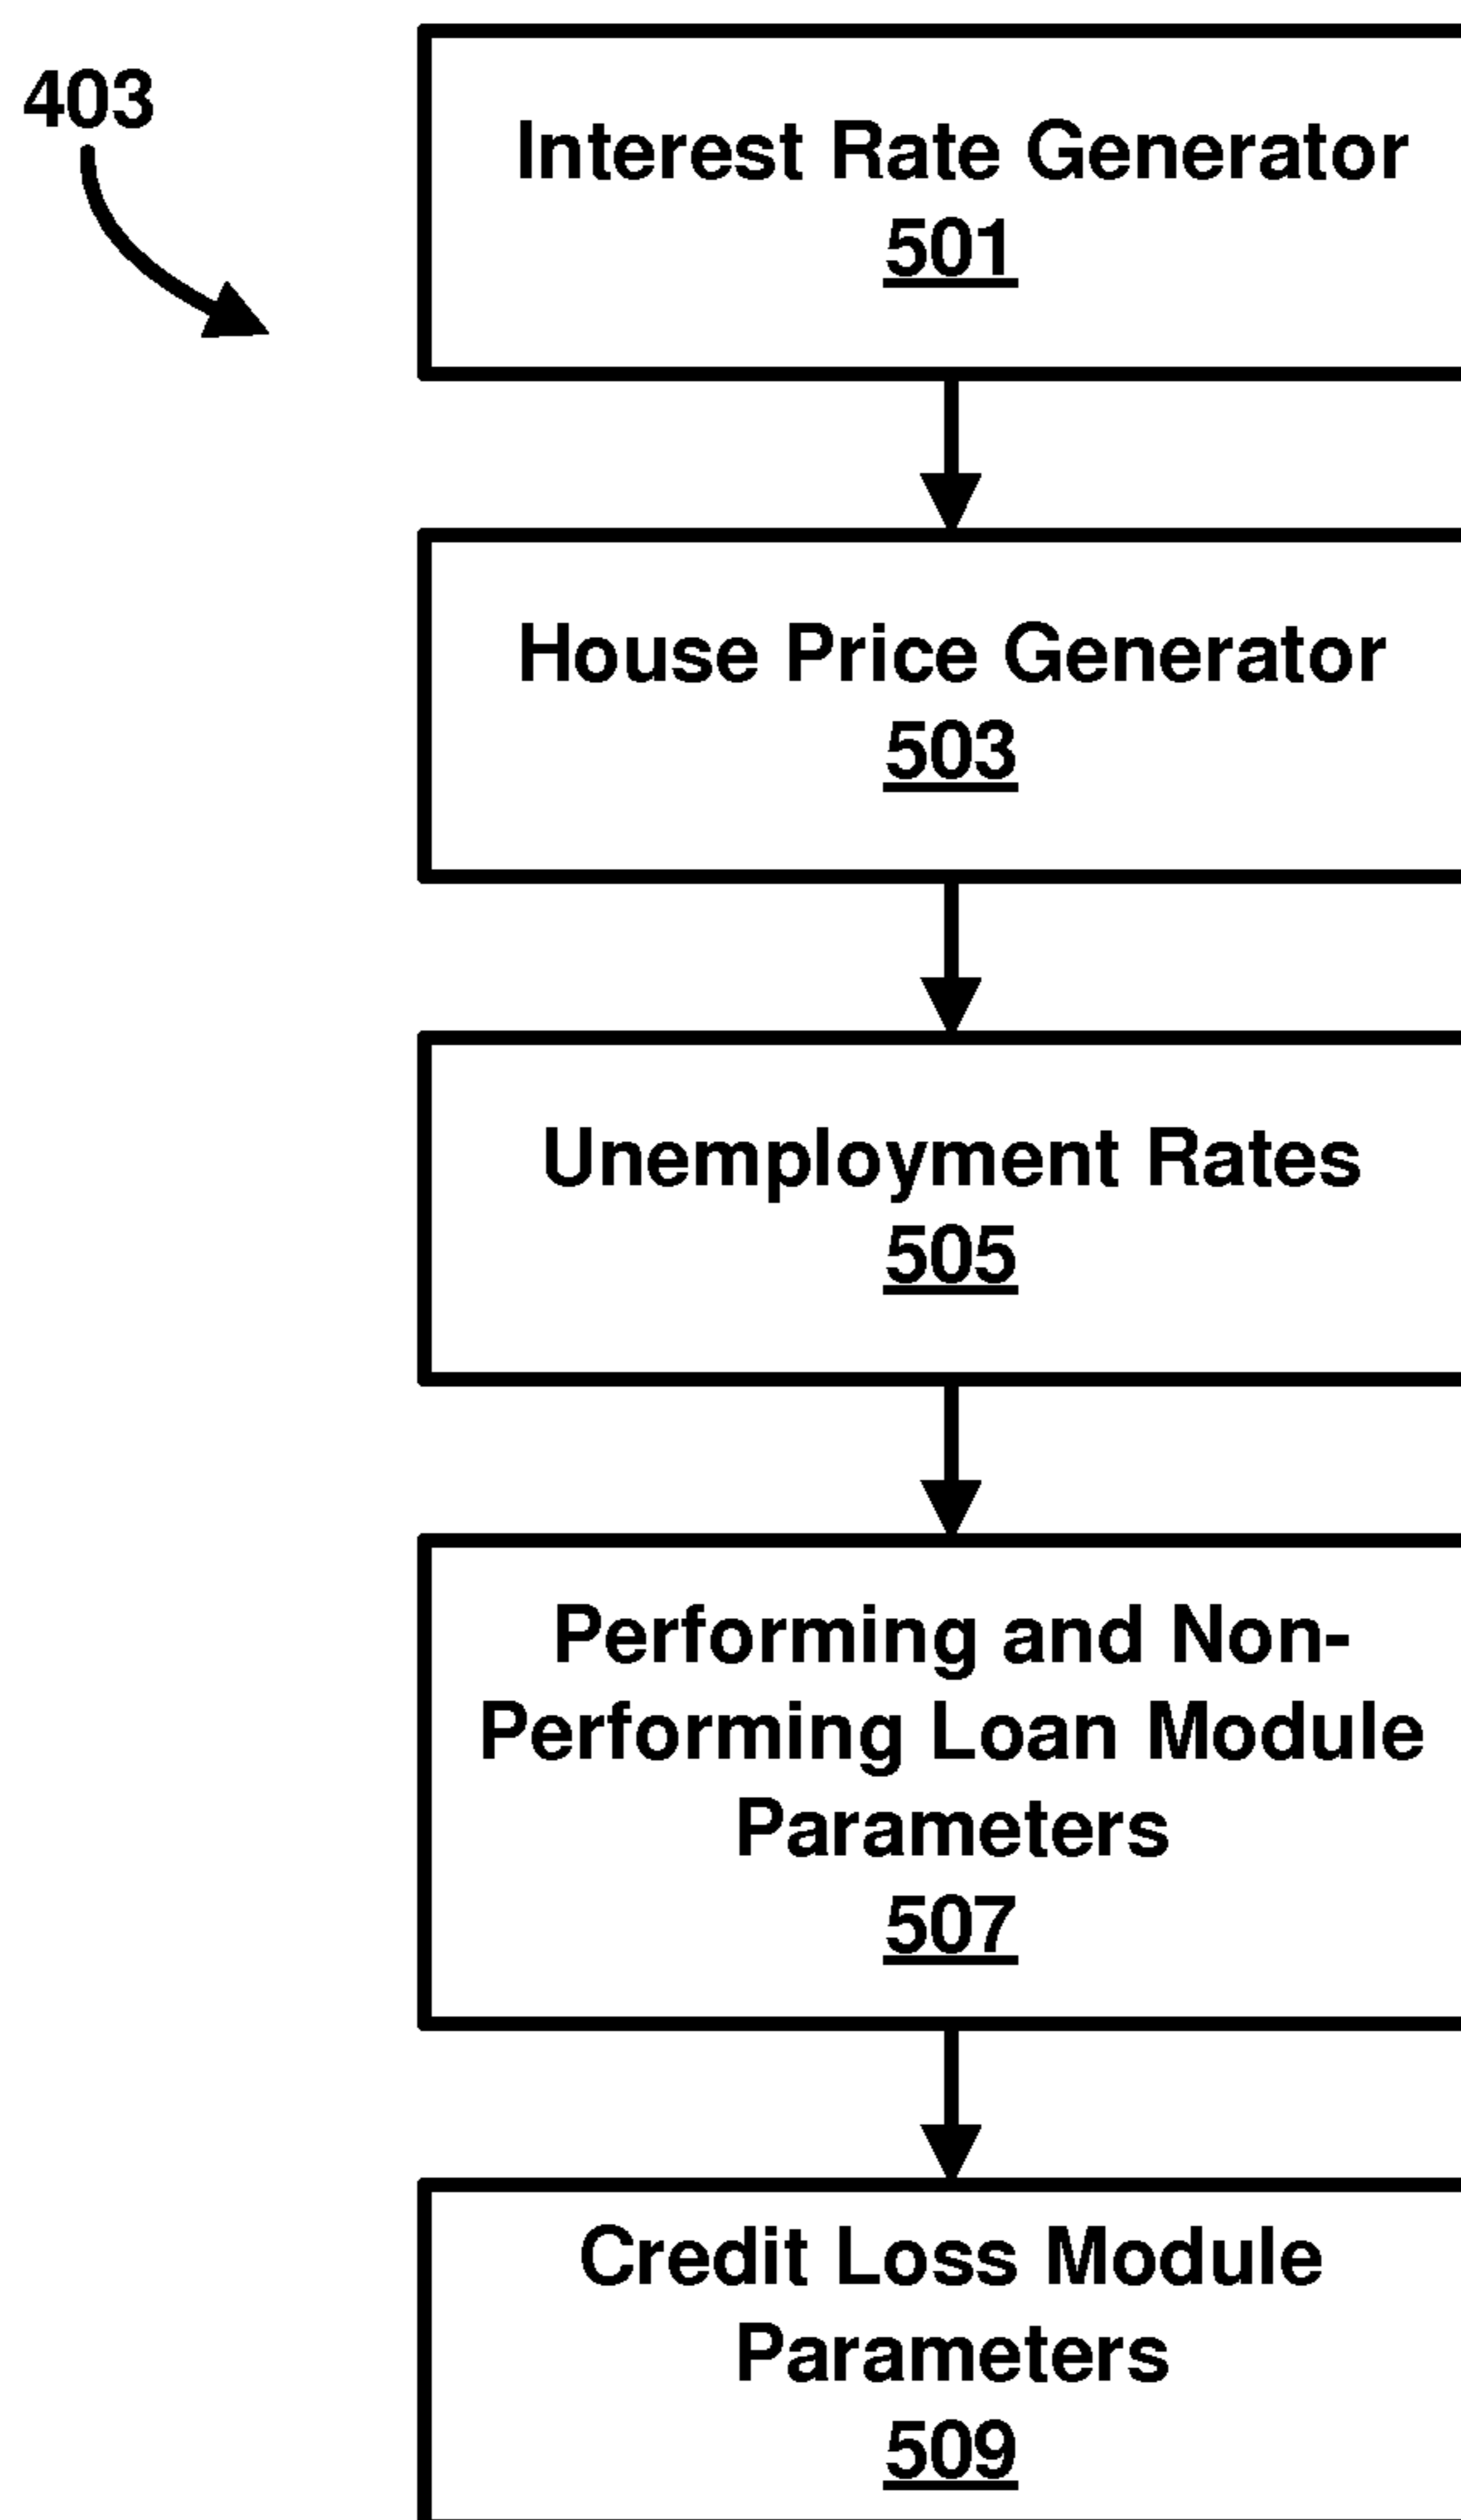 403
Interest Rate Generator
501
House Price Generator
503
Unemployment Rates
505
Performing and Non-
Performing Loan Module
Parameters
507
Credit Loss Module
Parameters
509